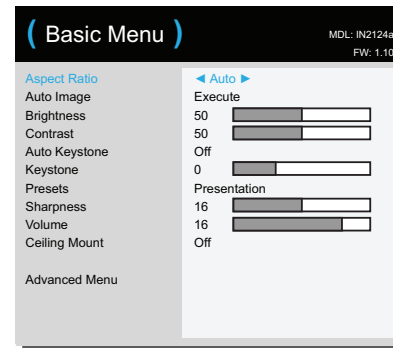 ( Basic Menu )
MDL: IN2124a
FW: 1.10
Aspect Ratio ◄ Auto ►
Auto Image Execute
Brightness 50
Contrast 50
Auto Keystone Off
Keystone 0
Presets Presentation
Sharpness 16
Volume 16
Ceiling Mount Off
Advanced Menu